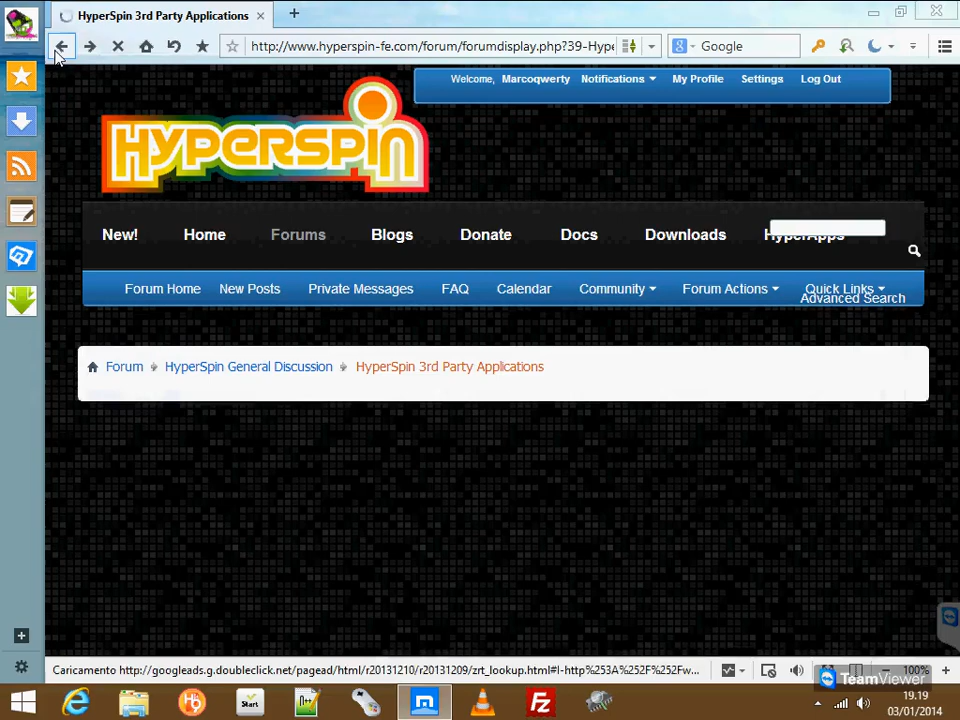 HyperSpin 3rd Party Applications
http://www.hyperspin-fe.com/forum/forumdisplay.php?39-Hype
Google
Welcome, Marcoqwerty Notifications My Profile Settings Log Out
HYPERSPIN
New! Home Forums Blogs Donate Docs Downloads HyperApps
Forum Home New Posts Private Messages FAQ Calendar Community Forum Actions Quick Links
Advanced Search
Forum HyperSpin General Discussion HyperSpin 3rd Party Applications
Caricamento http://googleads.g.doubleclick.net/pagead/html/r20131210/r20131209/zrt_lookup.html#I-http%253A%252F%252Fw...
100%
TeamViewer
Start
19.19
03/01/2014